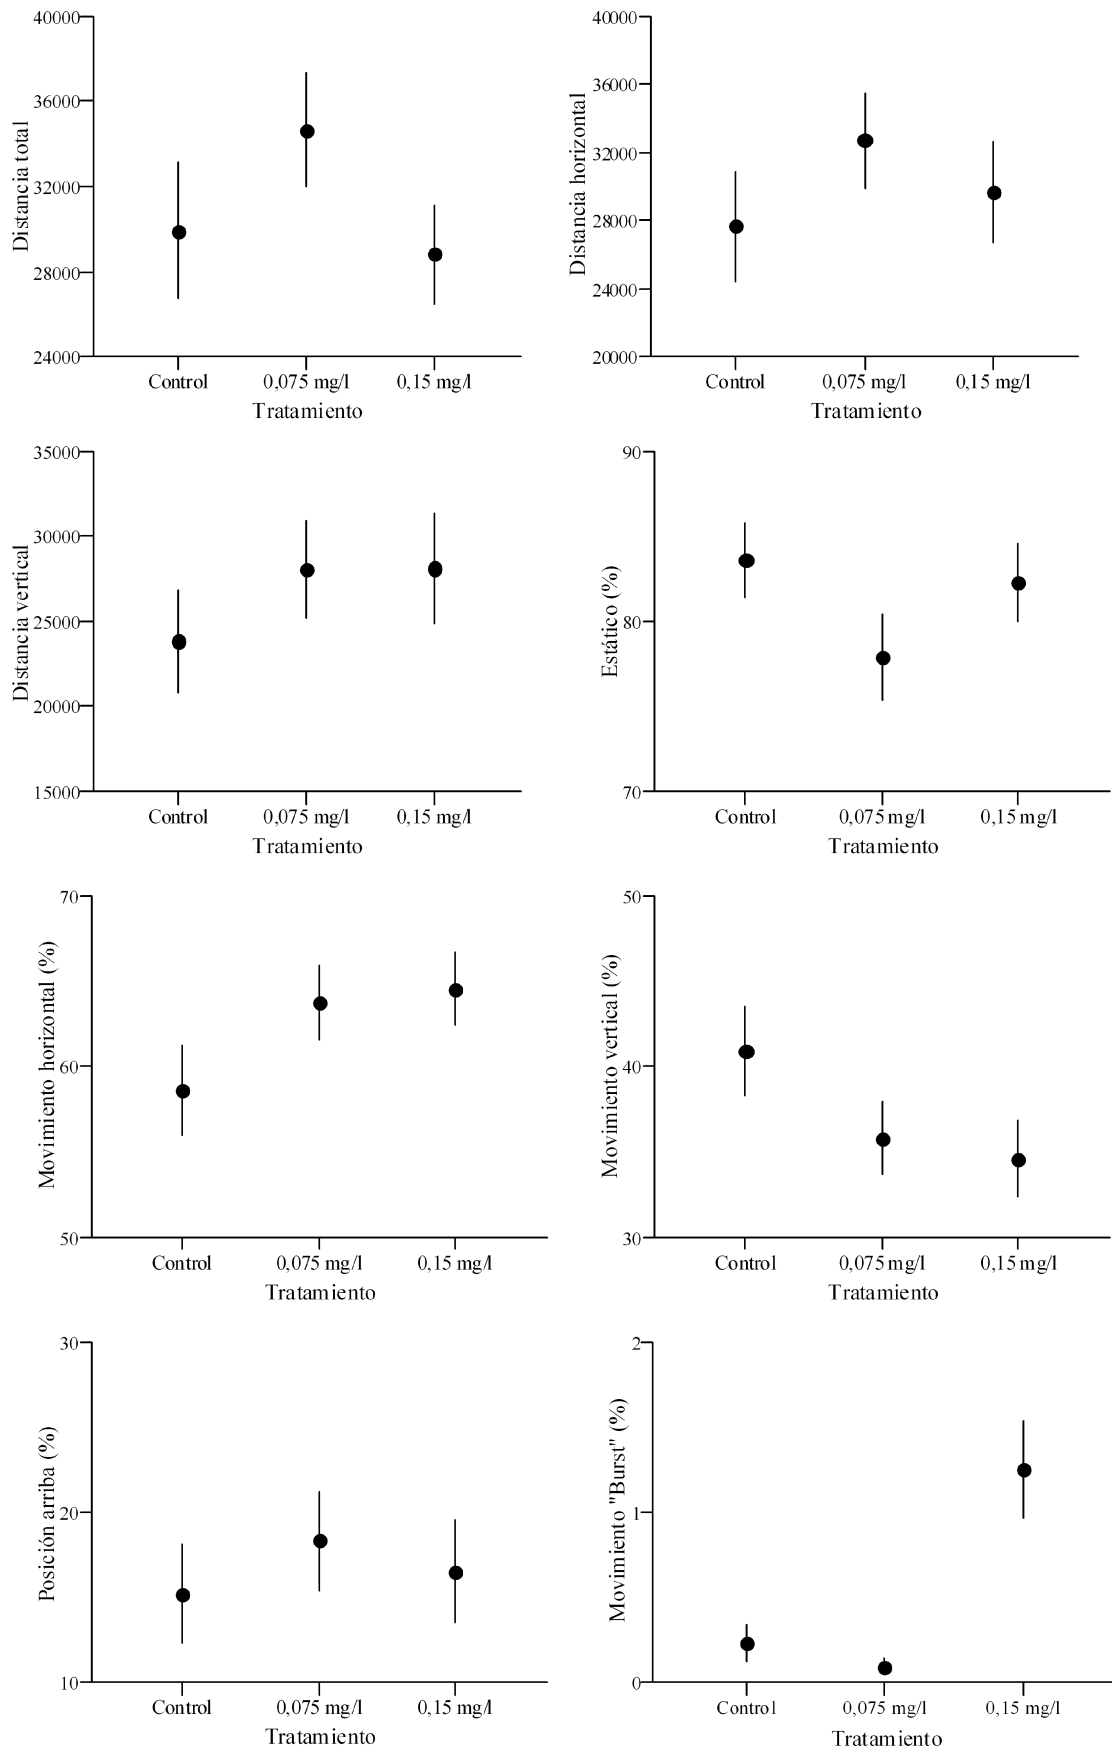 Distancia total
40000
36000
32000
28000
24000
Control 0,075 mg/l 0,15 mg/l
Tratamiento
Distancia horizontal
40000
36000
32000
28000
24000
20000
Control 0,075 mg/l 0,15 mg/l
Tratamiento
Distancia vertical
35000
30000
25000
20000
15000
Control 0,075 mg/l 0,15 mg/l
Tratamiento
Estático (%)
90
80
70
Control 0,075 mg/l 0,15 mg/l
Tratamiento
Movimiento horizontal (%)
70
60
50
Control 0,075 mg/l 0,15 mg/l
Tratamiento
Movimiento vertical (%)
50
40
30
Control 0,075 mg/l 0,15 mg/l
Tratamiento
Posición arriba (%)
30
20
10
Control 0,075 mg/l 0,15 mg/l
Tratamiento
Movimiento "Burst" (%)
2
1
0
Control 0,075 mg/l 0,15 mg/l
Tratamiento